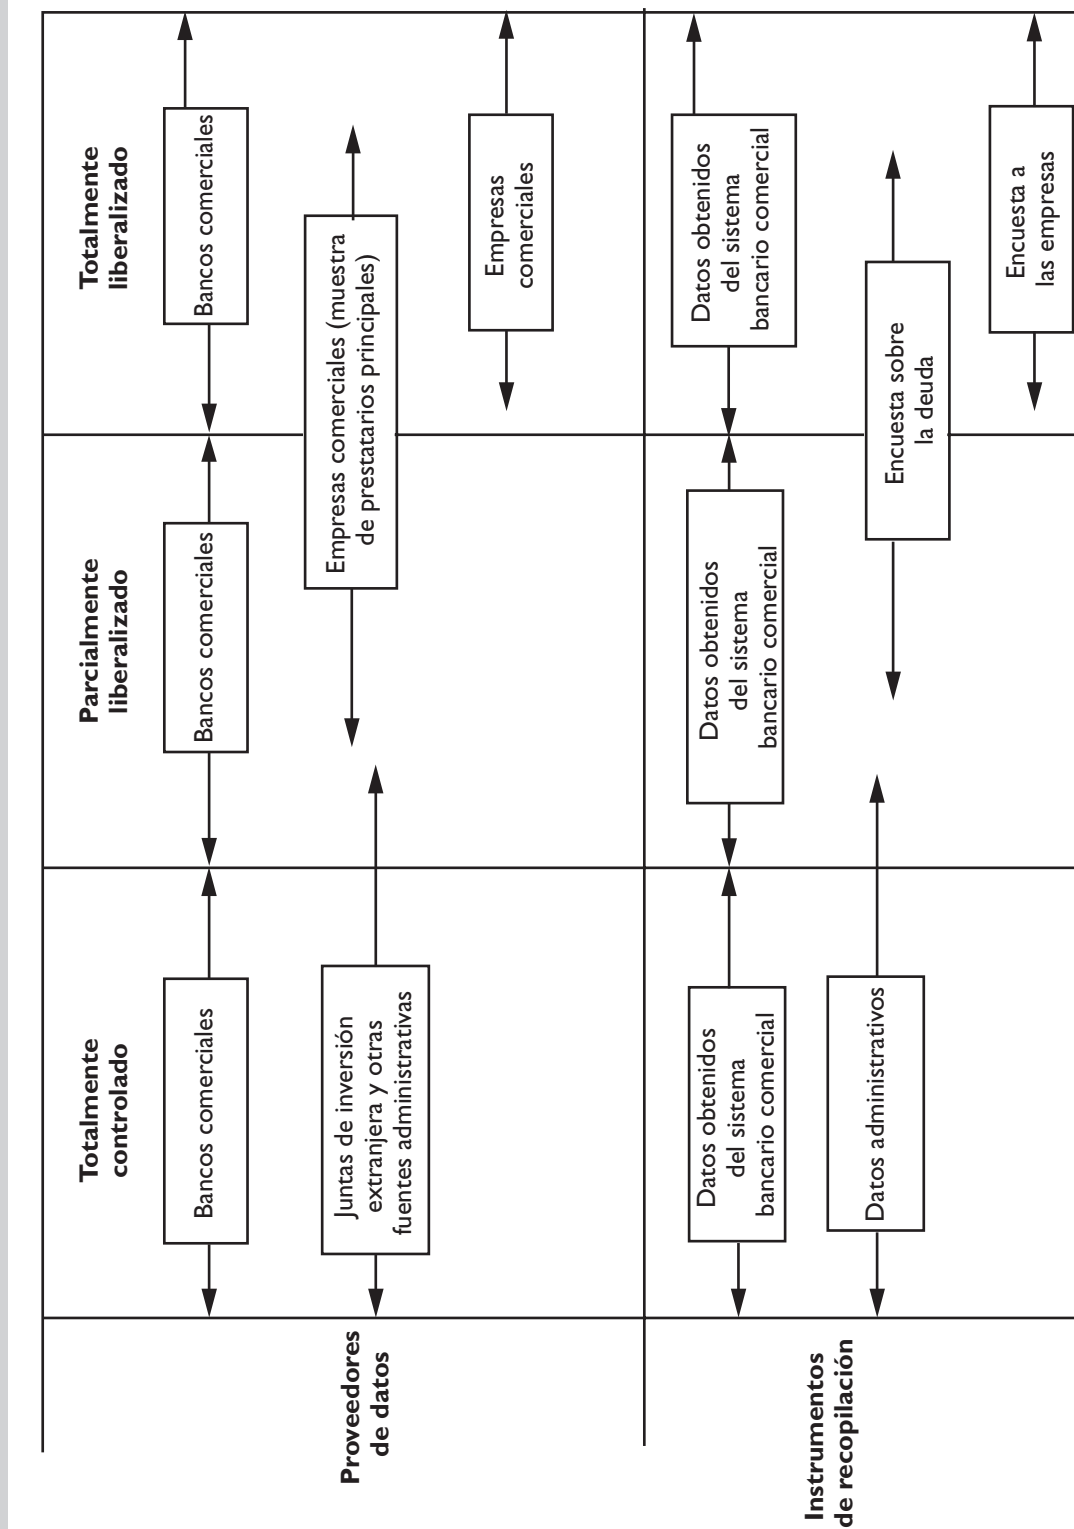 Totalmente
controlado
Parcialmente
liberalizado
Totalmente
liberalizado
Proveedores
de datos
Bancos comerciales
Bancos comerciales
Bancos comerciales
Juntas de inversión
extranjera y otras
fuentes administrativas
Empresas comerciales (muestra
de prestatarios principales)
Empresas
comerciales
Instrumentos
de recopilación
Datos obtenidos
del sistema
bancario comercial
Datos obtenidos
del sistema
bancario comercial
Datos obtenidos
del sistema
bancario comercial
Datos administrativos
Encuesta sobre
la deuda
Encuesta a
las empresas